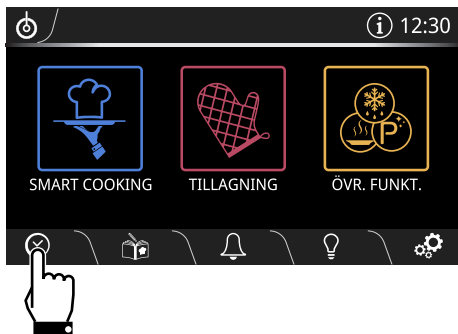 12:30
SMART COOKING
TILLAGNING
ÖVR. FUNKT.
P